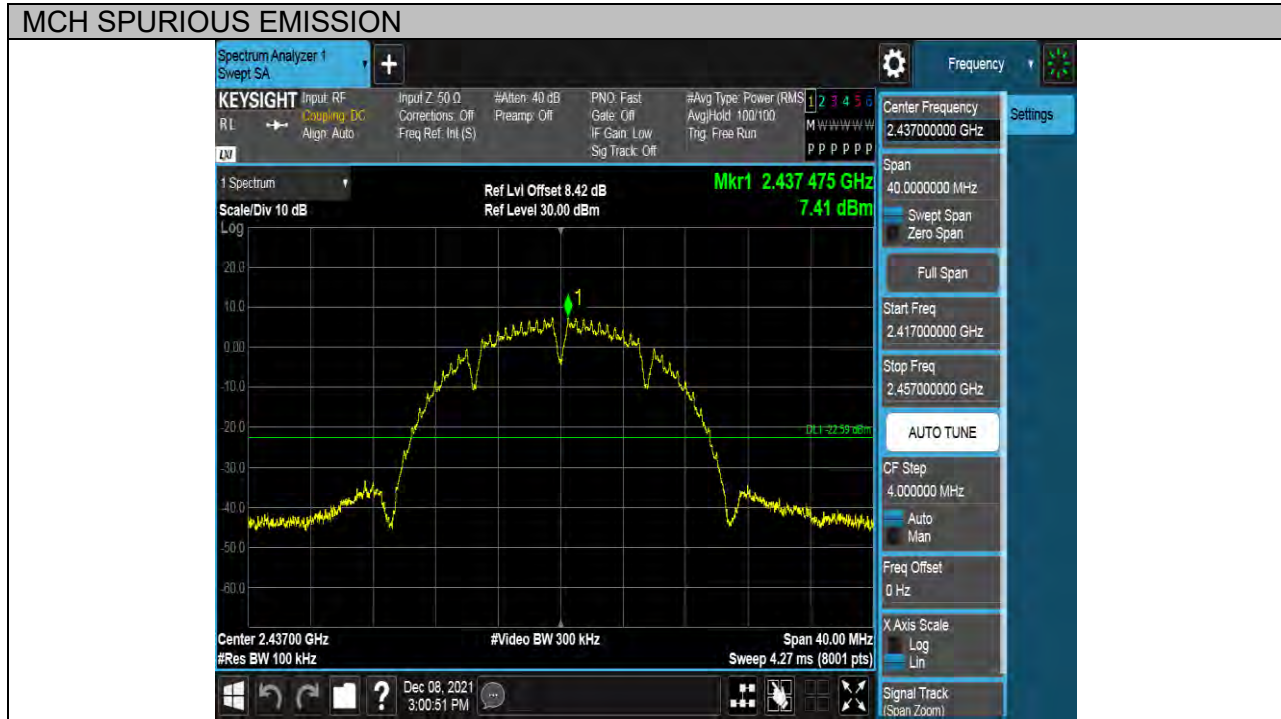 MCH SPURIOUS EMISSION
Spectrum Analyzer 1
Swept SA
Frequency
KEYSIGHT
RL
LXI
Input: RF
Coupling: DC
Align: Auto
Input Z: 50 Ω
Corrections: Off
Freq Ref: Int (S)
#Atten: 40 dB
Preamp: Off
PNO: Fast
Gate: Off
IF Gain: Low
Sig Track: Off
#Avg Type: Power (RMS
Avg|Hold: 100/100
Trig: Free Run
1 2 3 4 5 6
M W W W W W
P P P P P P
1 Spectrum
Scale/Div 10 dB
Log
Ref Lvl Offset 8.42 dB
Ref Level 30.00 dBm
Mkr1 2.437 475 GHz
7.41 dBm
20.0
10.0
0.00
-10.0
-20.0
-30.0
-40.0
-50.0
-60.0
1
DL1 -22.59 dBm
Center 2.43700 GHz
#Res BW 100 kHz
#Video BW 300 kHz
Span 40.00 MHz
Sweep 4.27 ms (8001 pts)
Dec 08, 2021
3:00:51 PM
Center Frequency
2.437000000 GHz
Settings
Span
40.0000000 MHz
Swept Span
Zero Span
Full Span
Start Freq
2.417000000 GHz
Stop Freq
2.457000000 GHz
AUTO TUNE
CF Step
4.000000 MHz
Auto
Man
Freq Offset
0 Hz
X Axis Scale
Log
Lin
Signal Track
(Span Zoom)